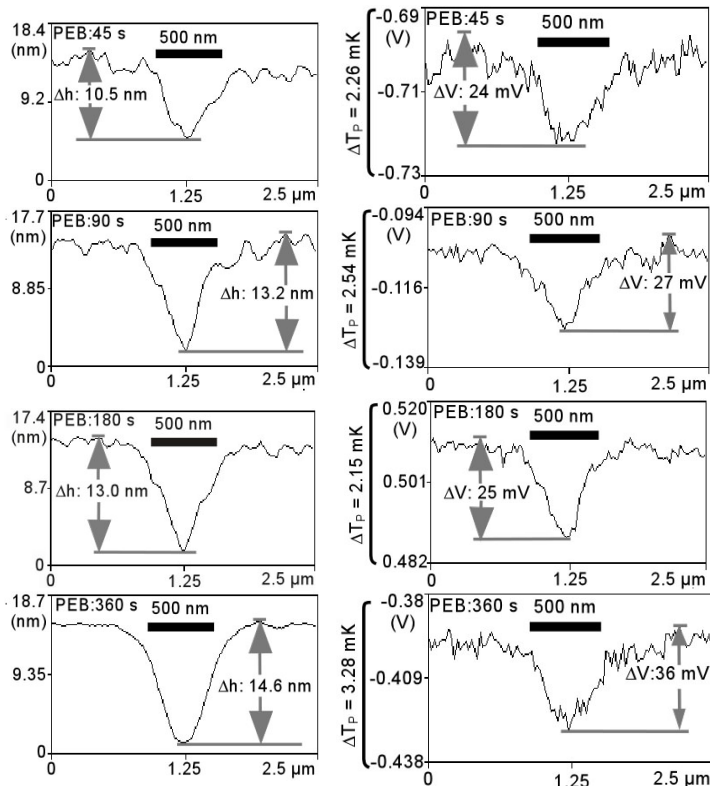 18.4
(nm)
PEB:45 s
500 nm
Δh: 10.5 nm
9.2
0
0
1.25
2.5 μm
ΔTP = 2.26 mK
-0.69
(V)
PEB:45 s
500 nm
ΔV: 24 mV
-0.71
-0.73
0
1.25
2.5 μm
17.7
(nm)
PEB:90 s
500 nm
8.85
Δh: 13.2 nm
0
0
1.25
2.5 μm
ΔTP = 2.54 mK
-0.094
(V)
PEB:90 s
500 nm
-0.116
ΔV: 27 mV
-0.139
0
1.25
2.5 μm
17.4
(nm)
PEB:180 s
500 nm
8.7
Δh: 13.0 nm
0
0
1.25
2.5 μm
ΔTP = 2.15 mK
0.520
(V)
PEB:180 s
500 nm
0.501
ΔV: 25 mV
0.482
0
1.25
2.5 μm
18.7
(nm)
PEB:360 s
500 nm
9.35
Δh: 14.6 nm
0
0
1.25
2.5 μm
ΔTP = 3.28 mK
-0.38
(V)
PEB:360 s
500 nm
-0.409
ΔV:36 mV
-0.438
0
1.25
2.5 μm